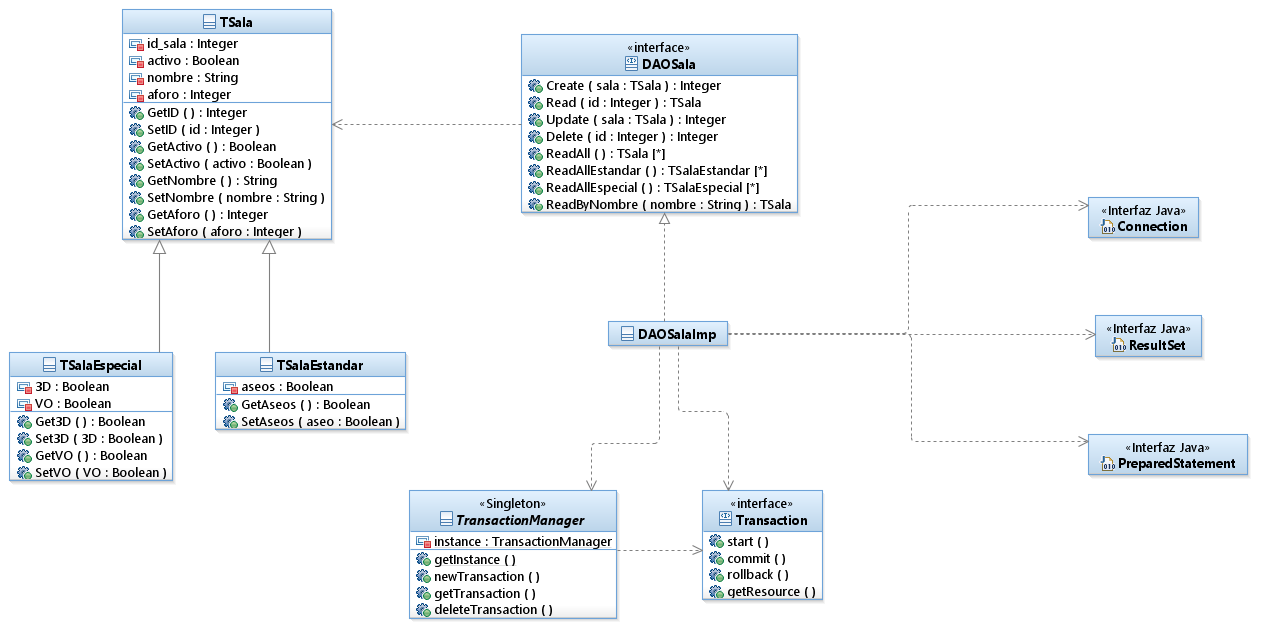 TSala
id_sala : Integer
activo : Boolean
nombre : String
aforo : Integer
GetID ( ) : Integer
SetID ( id : Integer )
GetActivo ( ) : Boolean
SetActivo ( activo : Boolean )
GetNombre ( ) : String
SetNombre ( nombre : String )
GetAforo ( ) : Integer
SetAforo ( aforo : Integer )
«interface»
DAOSala
Create ( sala : TSala ) : Integer
Read ( id : Integer ) : TSala
Update ( sala : TSala ) : Integer
Delete ( id : Integer ) : Integer
ReadAll ( ) : TSala [*]
ReadAllEstandar ( ) : TSalaEstandar [*]
ReadAllEspecial ( ) : TSalaEspecial [*]
ReadByNombre ( nombre : String ) : TSala
«Interfaz Java»
Connection
DAOSalaImp
«Interfaz Java»
ResultSet
TSalaEspecial
3D : Boolean
VO : Boolean
Get3D ( ) : Boolean
Set3D ( 3D : Boolean )
GetVO ( ) : Boolean
SetVO ( VO : Boolean )
TSalaEstandar
aseos : Boolean
GetAseos ( ) : Boolean
SetAseos ( aseo : Boolean )
«Interfaz Java»
PreparedStatement
«Singleton»
TransactionManager
instance : TransactionManager
getInstance ( )
newTransaction ( )
getTransaction ( )
deleteTransaction ( )
«interface»
Transaction
start ( )
commit ( )
rollback ( )
getResource ( )